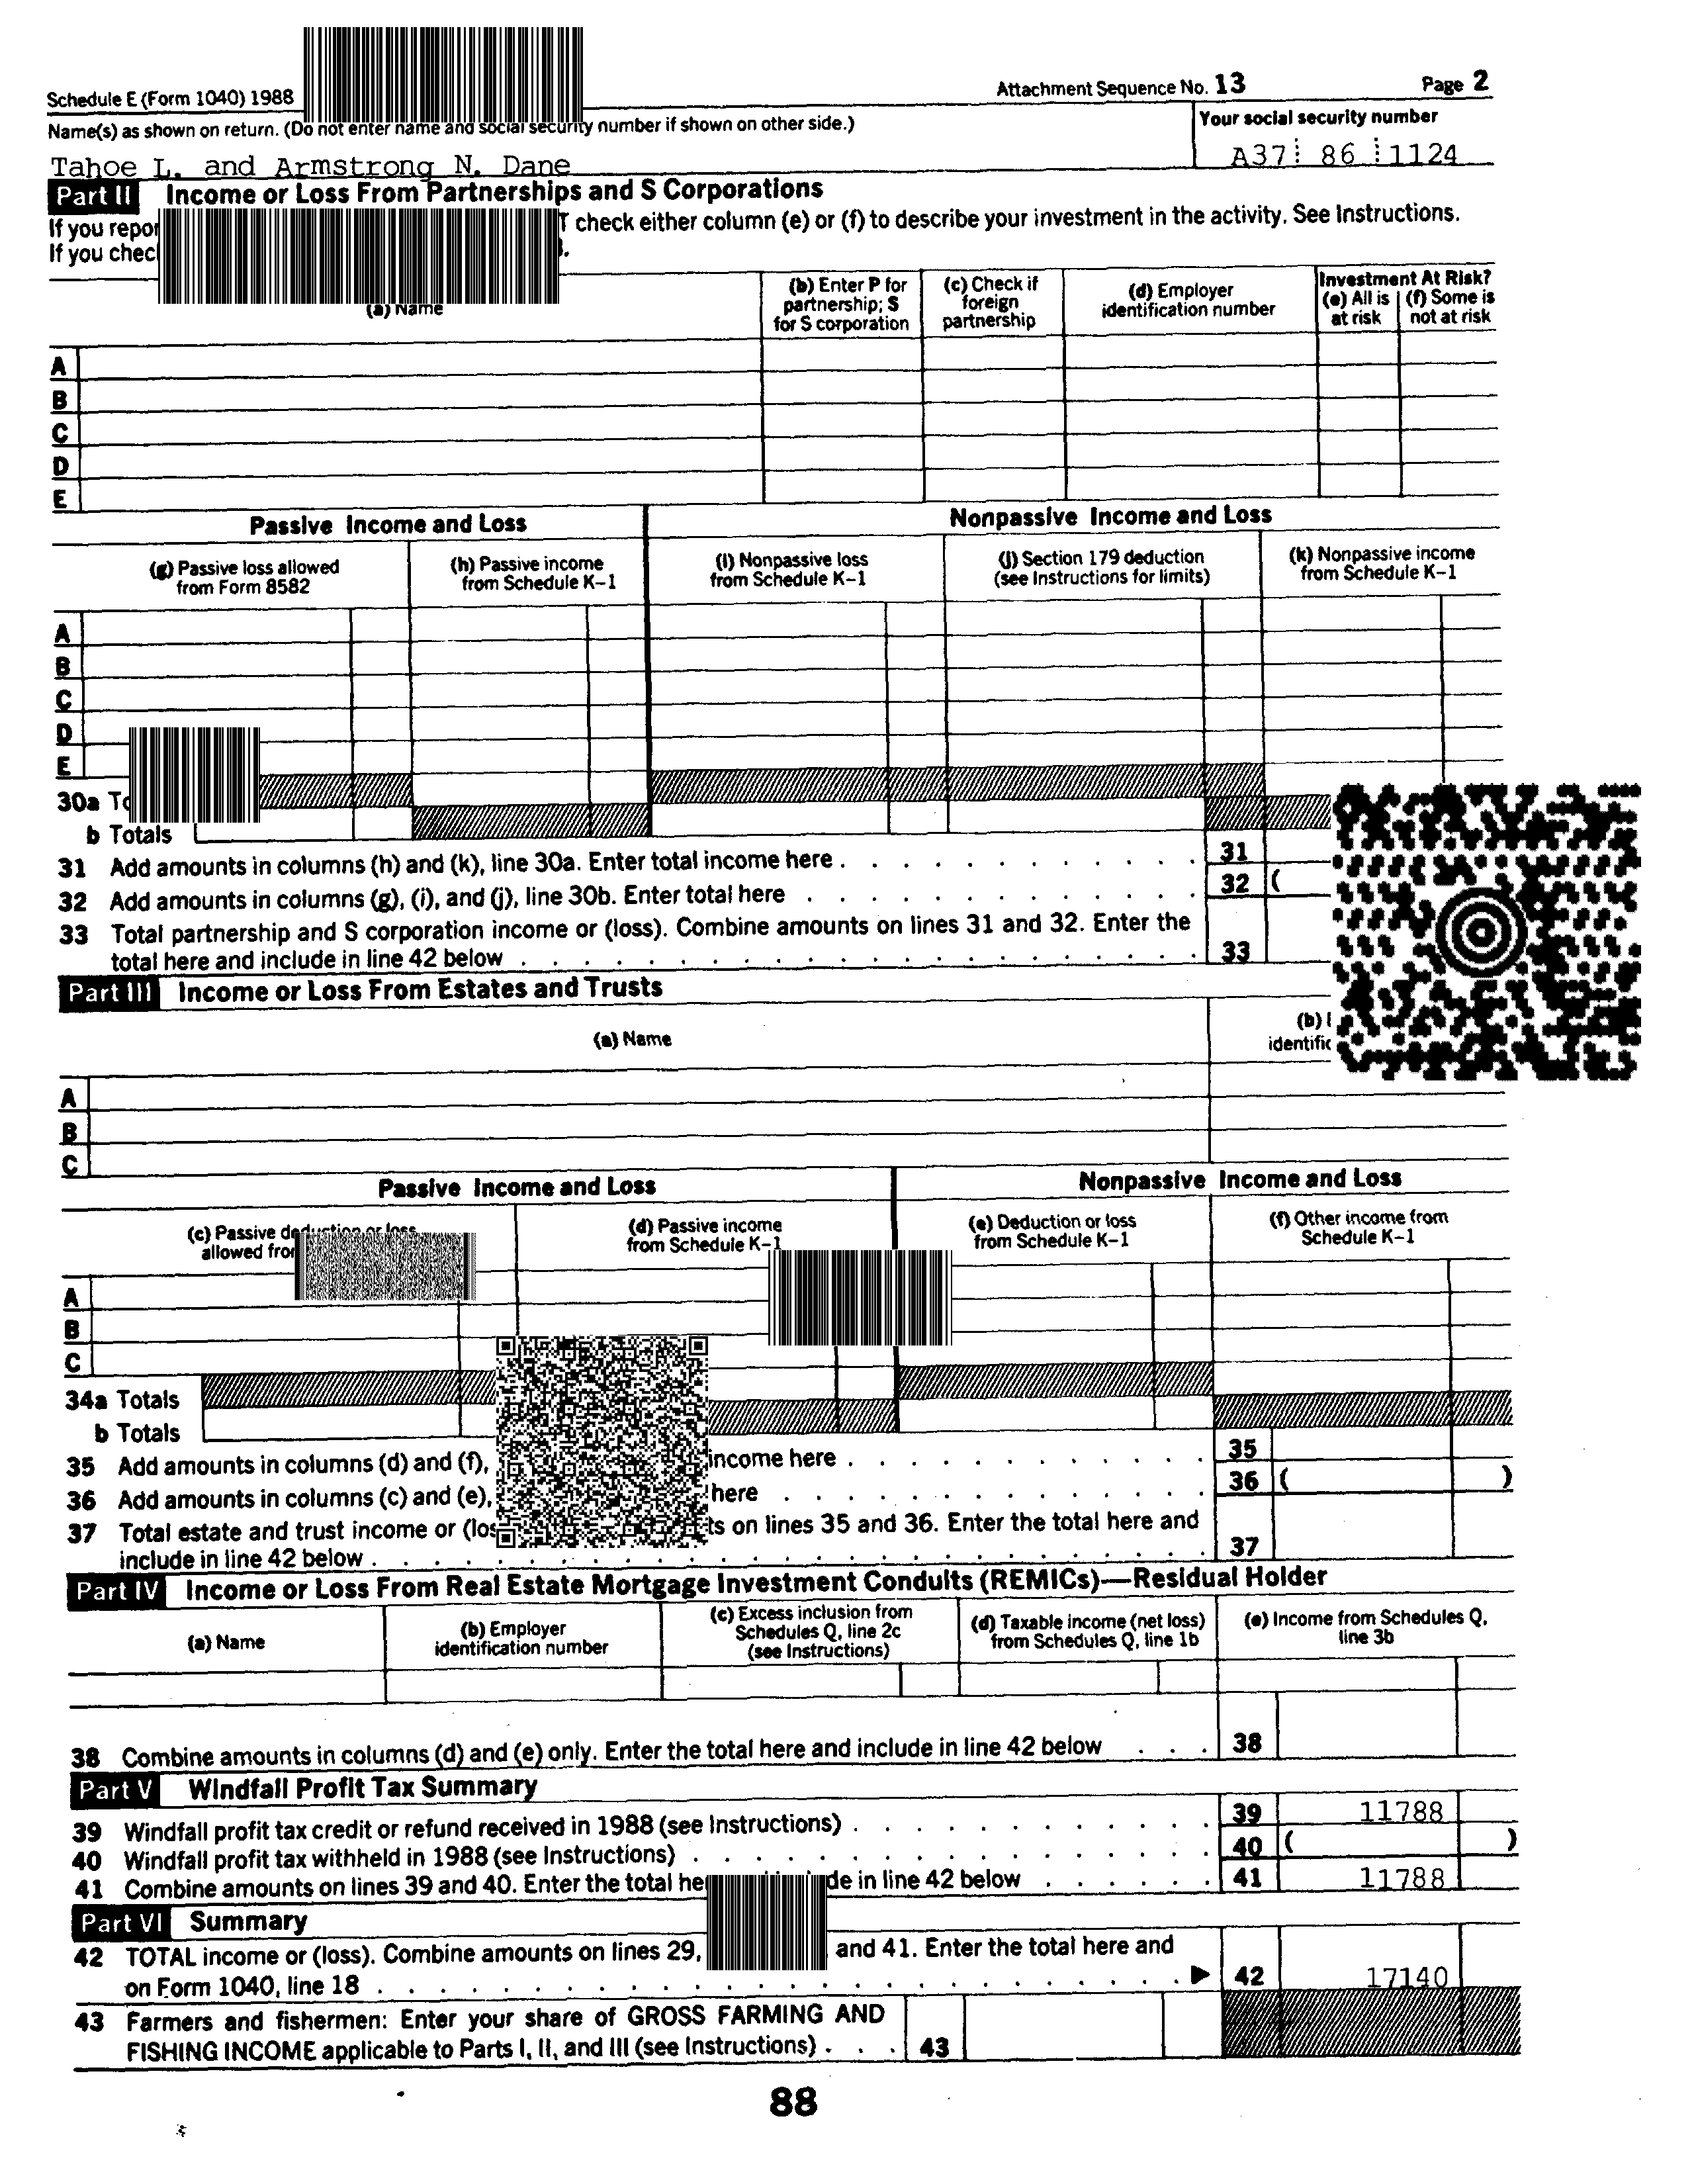 Schedule E (Form 1040) 1988 Attachment Sequence No. 13 Page 2
Name(s) as shown on return. (Do not enter name and social security number if shown on other side.) Your social security number
Tahoe L. and Armstrong N. Dane A37 86 1124
Part II Income or Loss From Partnerships and S Corporations
If you check either column (e) or (f) to describe your investment in the activity. See Instructions.
If you
(a) Name (b) Enter P for partnership; S for S corporation (c) Check if foreign partnership (d) Employer identification number Investment At Risk? (e) All is at risk (f) Some is not at risk
A
B
C
D
E
Passive Income and Loss Nonpassive Income and Loss
(g) Passive loss allowed from Form 8582 (h) Passive income from Schedule K-1 (i) Nonpassive loss from Schedule K-1 (j) Section 179 deduction (see Instructions for limits) (k) Nonpassive income from Schedule K-1
A
B
C
D
E
30a
b Totals
31 Add amounts in columns (h) and (k), line 30a. Enter total income here . 31
32 Add amounts in columns (g), (i), and (j), line 30b. Enter total here . 32 (
33 Total partnership and S corporation income or (loss). Combine amounts on lines 31 and 32. Enter the
total here and include in line 42 below . 33
Part III Income or Loss From Estates and Trusts
(a) Name (b)
A
B
C
Passive Income and Loss Nonpassive Income and Loss
(c) Passive deduction or loss allowed (d) Passive income from Schedule K-1 (e) Deduction or loss from Schedule K-1 (f) Other income from Schedule K-1
A
B
C
34a Totals
b Totals
35 Add amounts in columns (d) and (f), income here . 35
36 Add amounts in columns (c) and (e), here . 36 ( )
37 Total estate and trust income or on lines 35 and 36. Enter the total here and
include in line 42 below . 37
Part IV Income or Loss From Real Estate Mortgage Investment Conduits (REMICs)—Residual Holder
(a) Name (b) Employer identification number (c) Excess inclusion from Schedules Q, line 2c (see Instructions) (d) Taxable income (net loss) from Schedules Q, line 1b (e) Income from Schedules Q, line 3b
38 Combine amounts in columns (d) and (e) only. Enter the total here and include in line 42 below . . . 38
Part V Windfall Profit Tax Summary
39 Windfall profit tax credit or refund received in 1988 (see Instructions) . 39 11788
40 Windfall profit tax withheld in 1988 (see Instructions) . 40 ( )
41 Combine amounts on lines 39 and 40. Enter the total in line 42 below . 41 11788
Part VI Summary
42 TOTAL income or (loss). Combine amounts on lines 29, and 41. Enter the total here and
on Form 1040, line 18 . ▶ 42 17140
43 Farmers and fishermen: Enter your share of GROSS FARMING AND
FISHING INCOME applicable to Parts I, II, and III (see Instructions) . . . 43
88